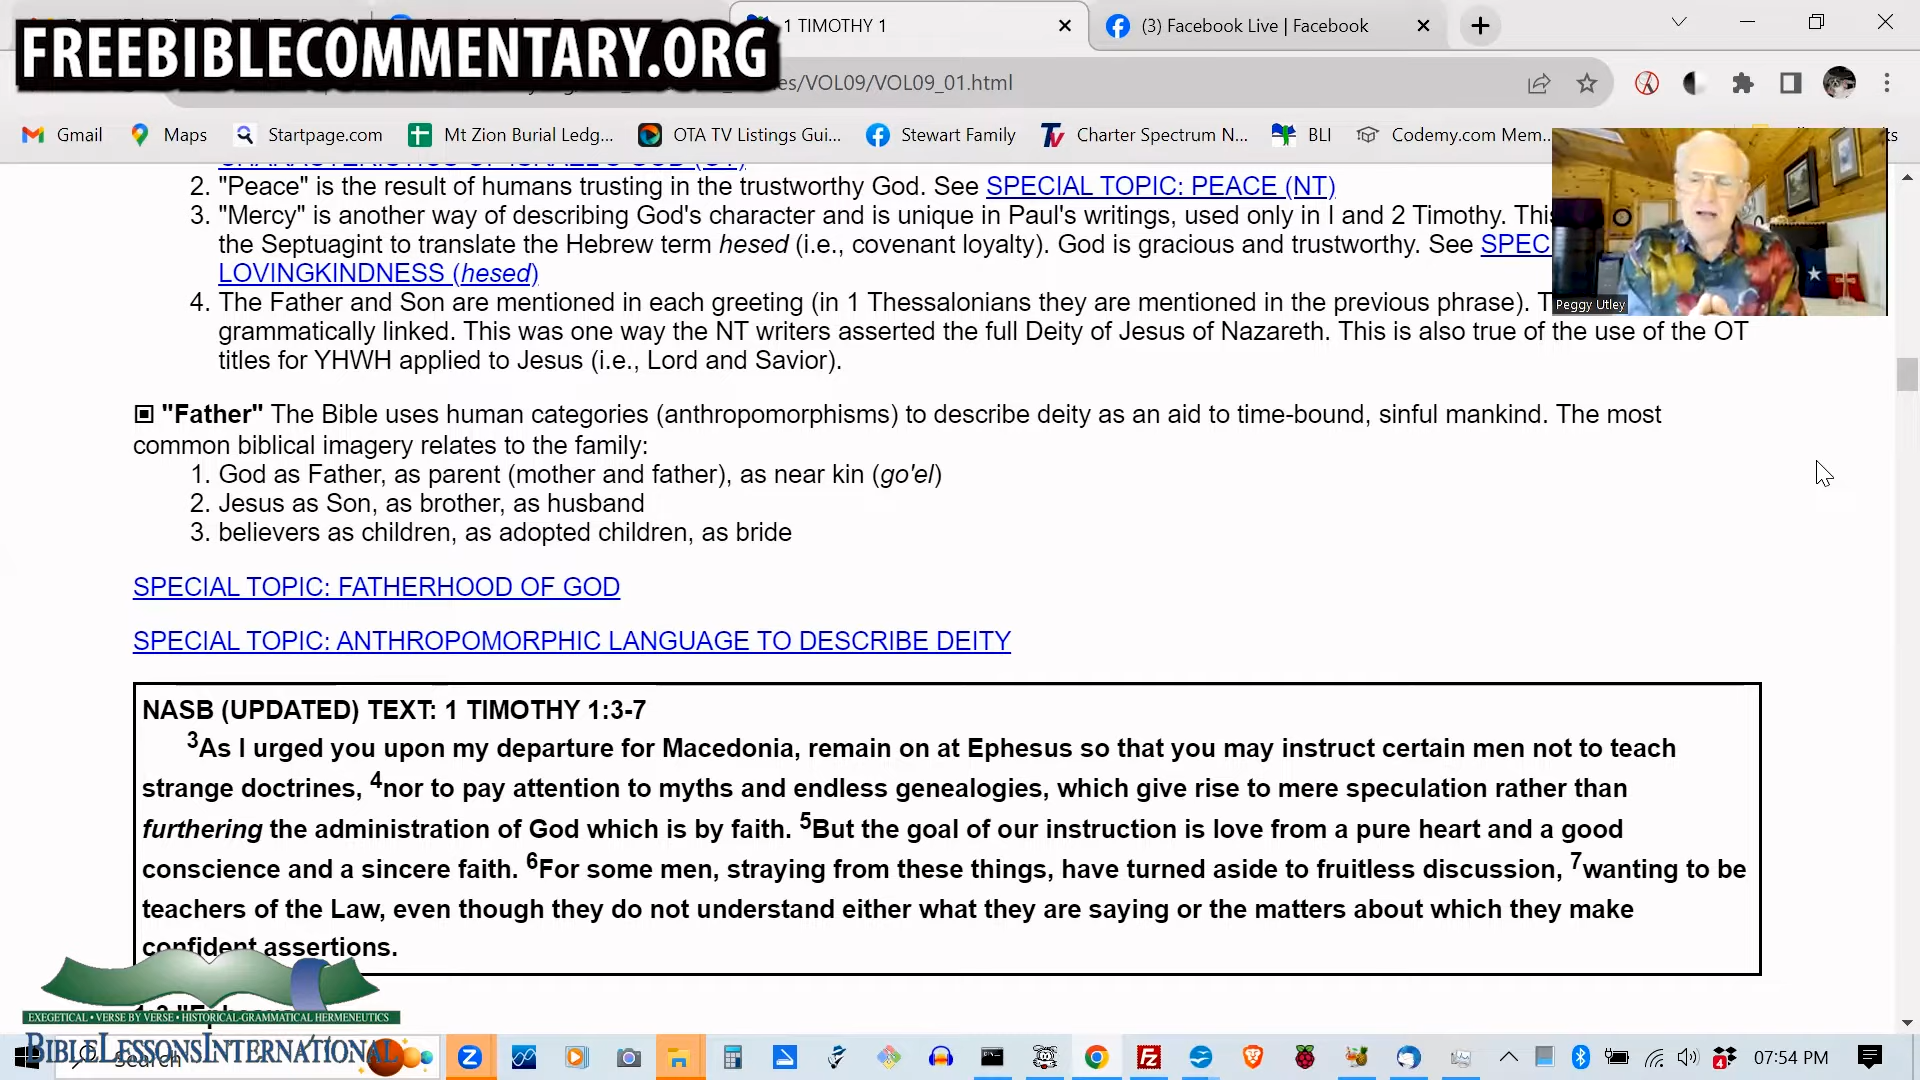 1 TIMOTHY 1
(3) Facebook Live | Facebook
FREEBIBLECOMMENTARY.ORG
es/VOL09/VOL09_01.html
Gmail
Maps
Startpage.com
Mt Zion Burial Ledg...
OTA TV Listings Gui...
Stewart Family
Charter Spectrum N...
BLI
Codemy.com Mem...
CHARACTERISTICS OF ISRAEL'S GOD (OT)
2. "Peace" is the result of humans trusting in the trustworthy God. See SPECIAL TOPIC: PEACE (NT)
3. "Mercy" is another way of describing God's character and is unique in Paul's writings, used only in I and 2 Timothy. This
the Septuagint to translate the Hebrew term hesed (i.e., covenant loyalty). God is gracious and trustworthy. See SPEC
LOVINGKINDNESS (hesed)
4. The Father and Son are mentioned in each greeting (in 1 Thessalonians they are mentioned in the previous phrase).
Peggy Utley
grammatically linked. This was one way the NT writers asserted the full Deity of Jesus of Nazareth. This is also true of the use of the OT
titles for YHWH applied to Jesus (i.e., Lord and Savior).
"Father" The Bible uses human categories (anthropomorphisms) to describe deity as an aid to time-bound, sinful mankind. The most
common biblical imagery relates to the family:
1. God as Father, as parent (mother and father), as near kin (go'el)
2. Jesus as Son, as brother, as husband
3. believers as children, as adopted children, as bride
SPECIAL TOPIC: FATHERHOOD OF GOD
SPECIAL TOPIC: ANTHROPOMORPHIC LANGUAGE TO DESCRIBE DEITY
NASB (UPDATED) TEXT: 1 TIMOTHY 1:3-7
3As I urged you upon my departure for Macedonia, remain on at Ephesus so that you may instruct certain men not to teach
strange doctrines, 4nor to pay attention to myths and endless genealogies, which give rise to mere speculation rather than
furthering the administration of God which is by faith. 5But the goal of our instruction is love from a pure heart and a good
conscience and a sincere faith. 6For some men, straying from these things, have turned aside to fruitless discussion, 7wanting to be
teachers of the Law, even though they do not understand either what they are saying or the matters about which they make
confident assertions.
EXEGETICAL • VERSE BY VERSE • HISTORICAL-GRAMMATICAL HERMENEUTICS
BIBLELESSONSINTERNATIONAL
Search
07:54 PM